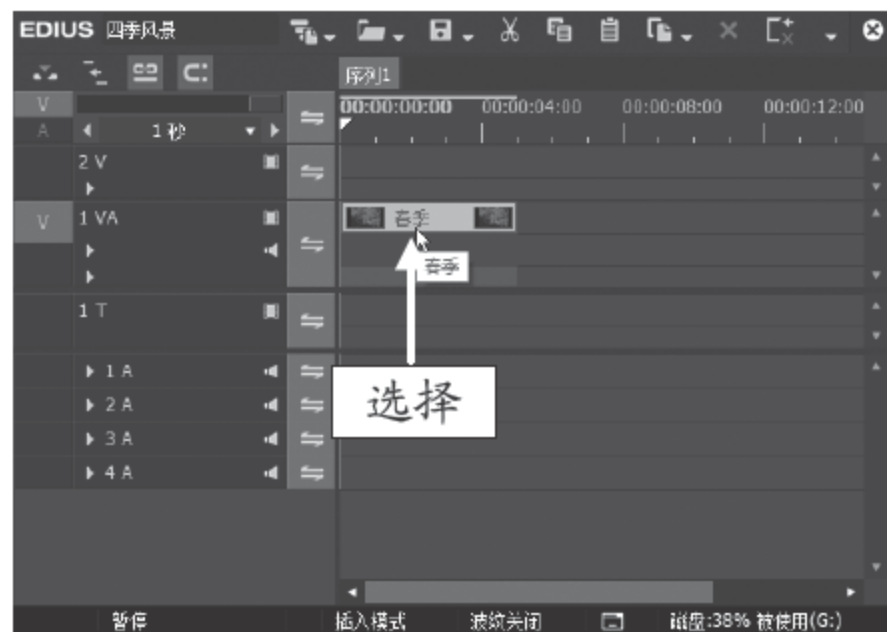 EDIUS 四季风景
序列1
V
A
1秒
00:00:00:00 00:00:04:00 00:00:08:00 00:00:12:00
2 V
V
1 VA
春季
春季
1 T
选择
1 A
2 A
3 A
4 A
暂停 插入模式 波纹关闭 磁盘:38% 被使用(G:)